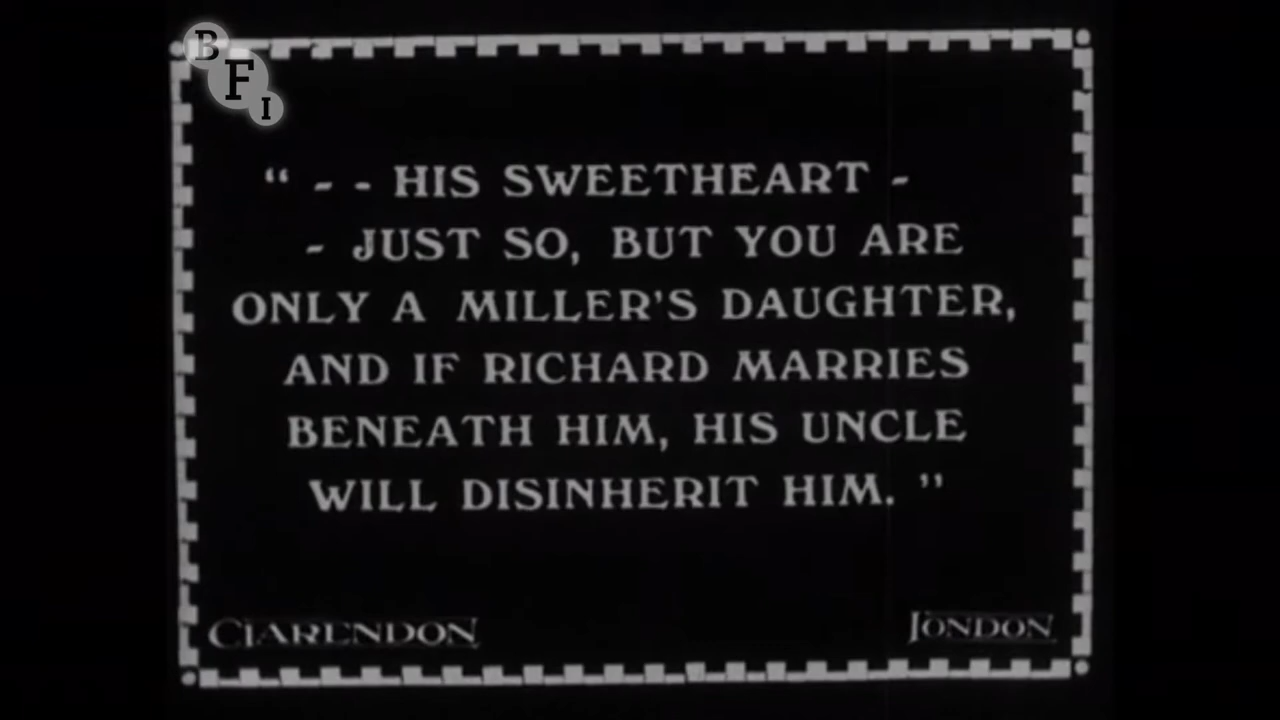 BFI
“ - - HIS SWEETHEART -
- JUST SO, BUT YOU ARE
ONLY A MILLER’S DAUGHTER,
AND IF RICHARD MARRIES
BENEATH HIM, HIS UNCLE
WILL DISINHERIT HIM. ”
CLARENDON LONDON